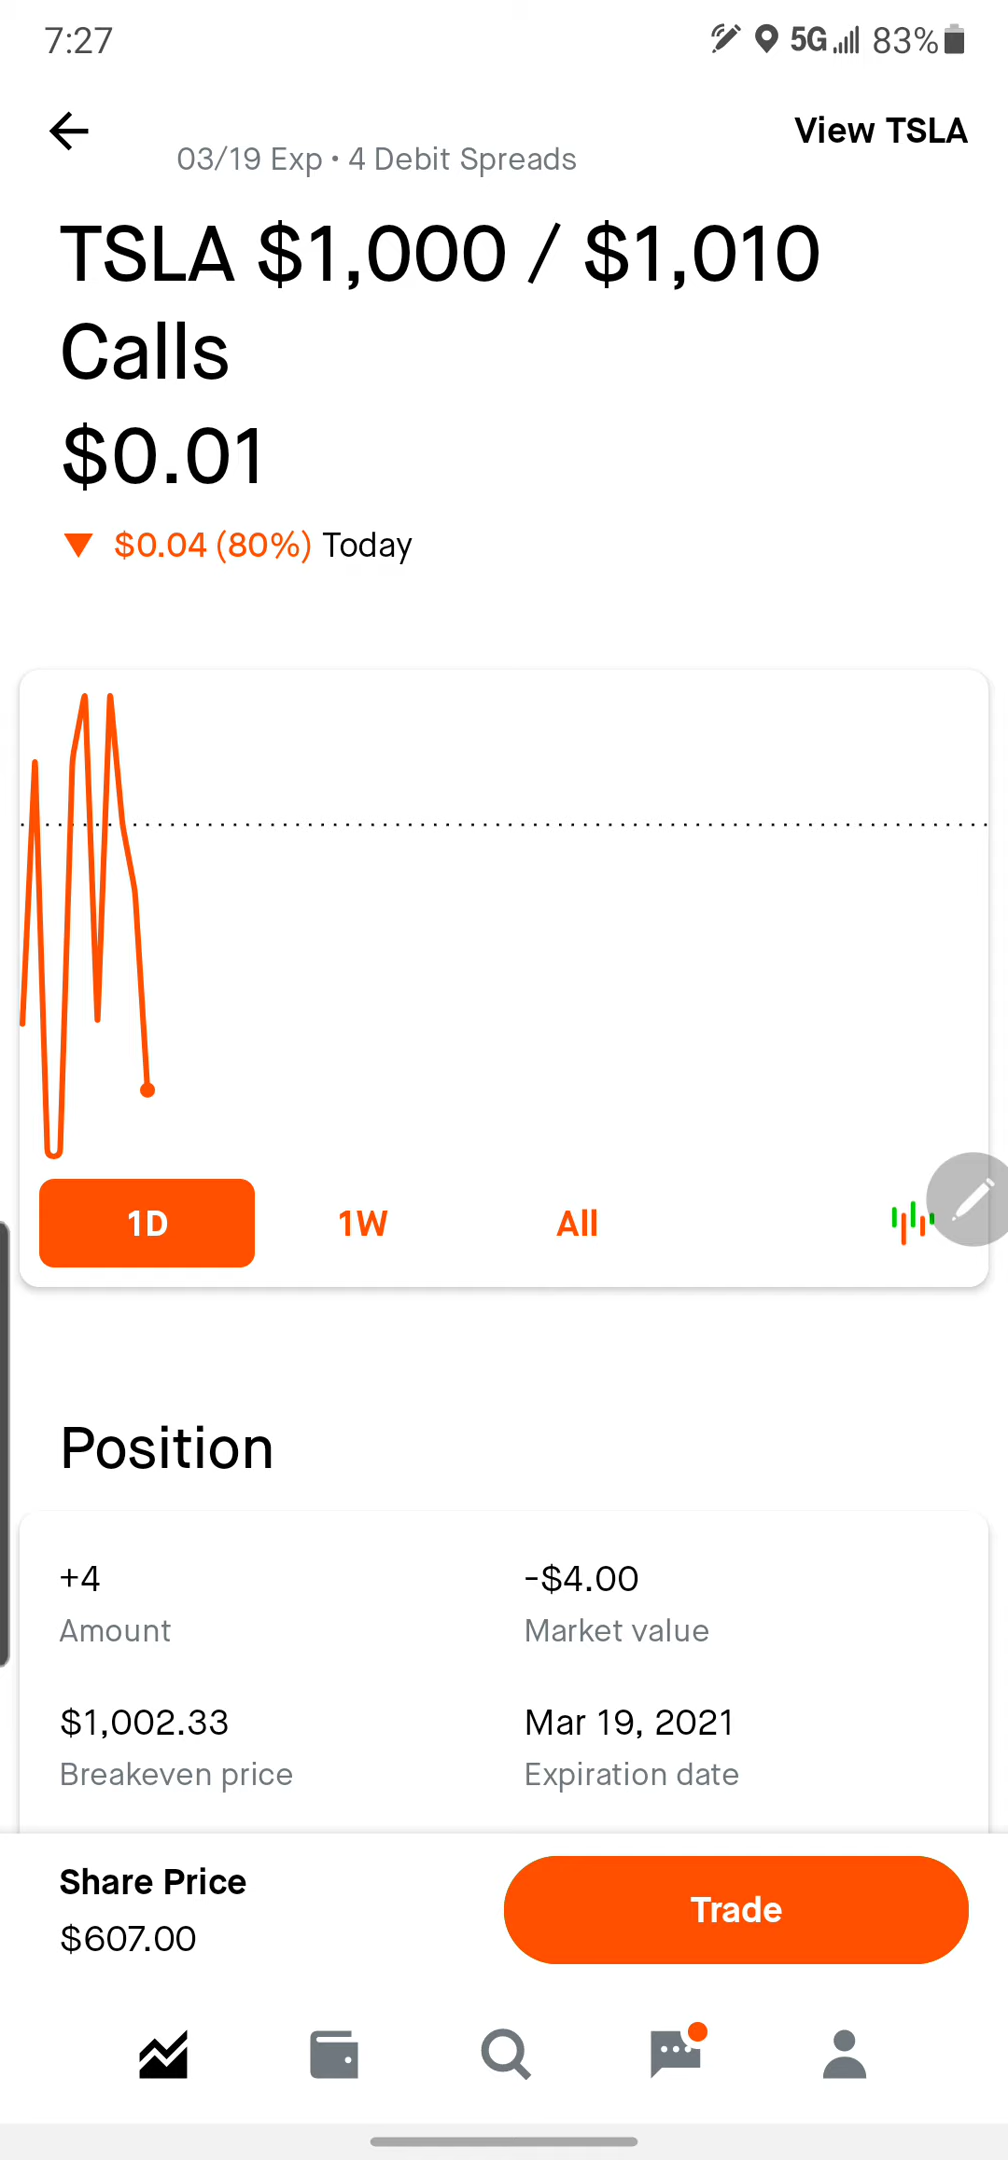 7:27
5G 83%
View TSLA
03/19 Exp • 4 Debit Spreads
TSLA $1,000 / $1,010
Calls
$0.01
▼ $0.04 (80%) Today
1D 1W All
Position
+4 -$4.00
Amount Market value
$1,002.33 Mar 19, 2021
Breakeven price Expiration date
Share Price
$607.00
Trade